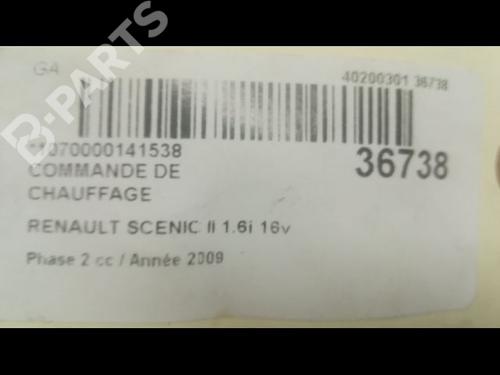 G4
40200301 36738
*1070000141538
36738
COMMANDE DE
CHAUFFAGE
RENAULT SCENIC II 1.6i 16v
Phase 2 cc / Année 2009
B-PARTS